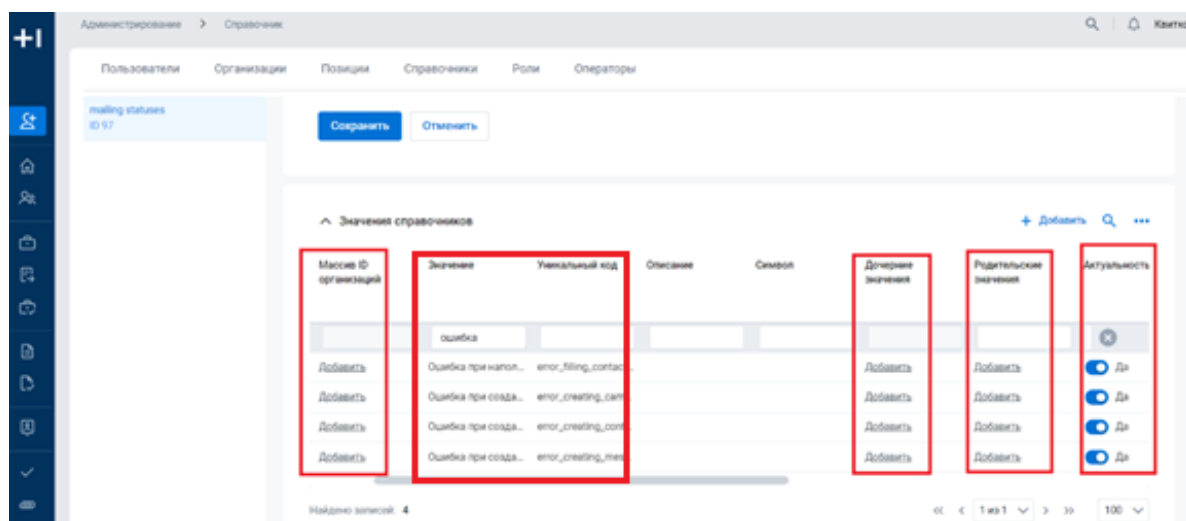 Администрирование > Справочник
Квитко
Пользователи Организации Позиции Справочники Роли Операторы
mailing statuses
ID 97
Сохранить Отменить
Значения справочников
+ Добавить
Массив ID организаций Значение Уникальный код Описание Символ Дочерние значения Родительские значения Актуальность
ошибка
Добавить Ошибка при напол... error_filling_contac... Добавить Добавить Да
Добавить Ошибка при созда... error_creating_cam... Добавить Добавить Да
Добавить Ошибка при созда... error_creating_cont... Добавить Добавить Да
Добавить Ошибка при созда... error_creating_mes... Добавить Добавить Да
Найдено записей: 4
<< < 1 из 1 > >> 100